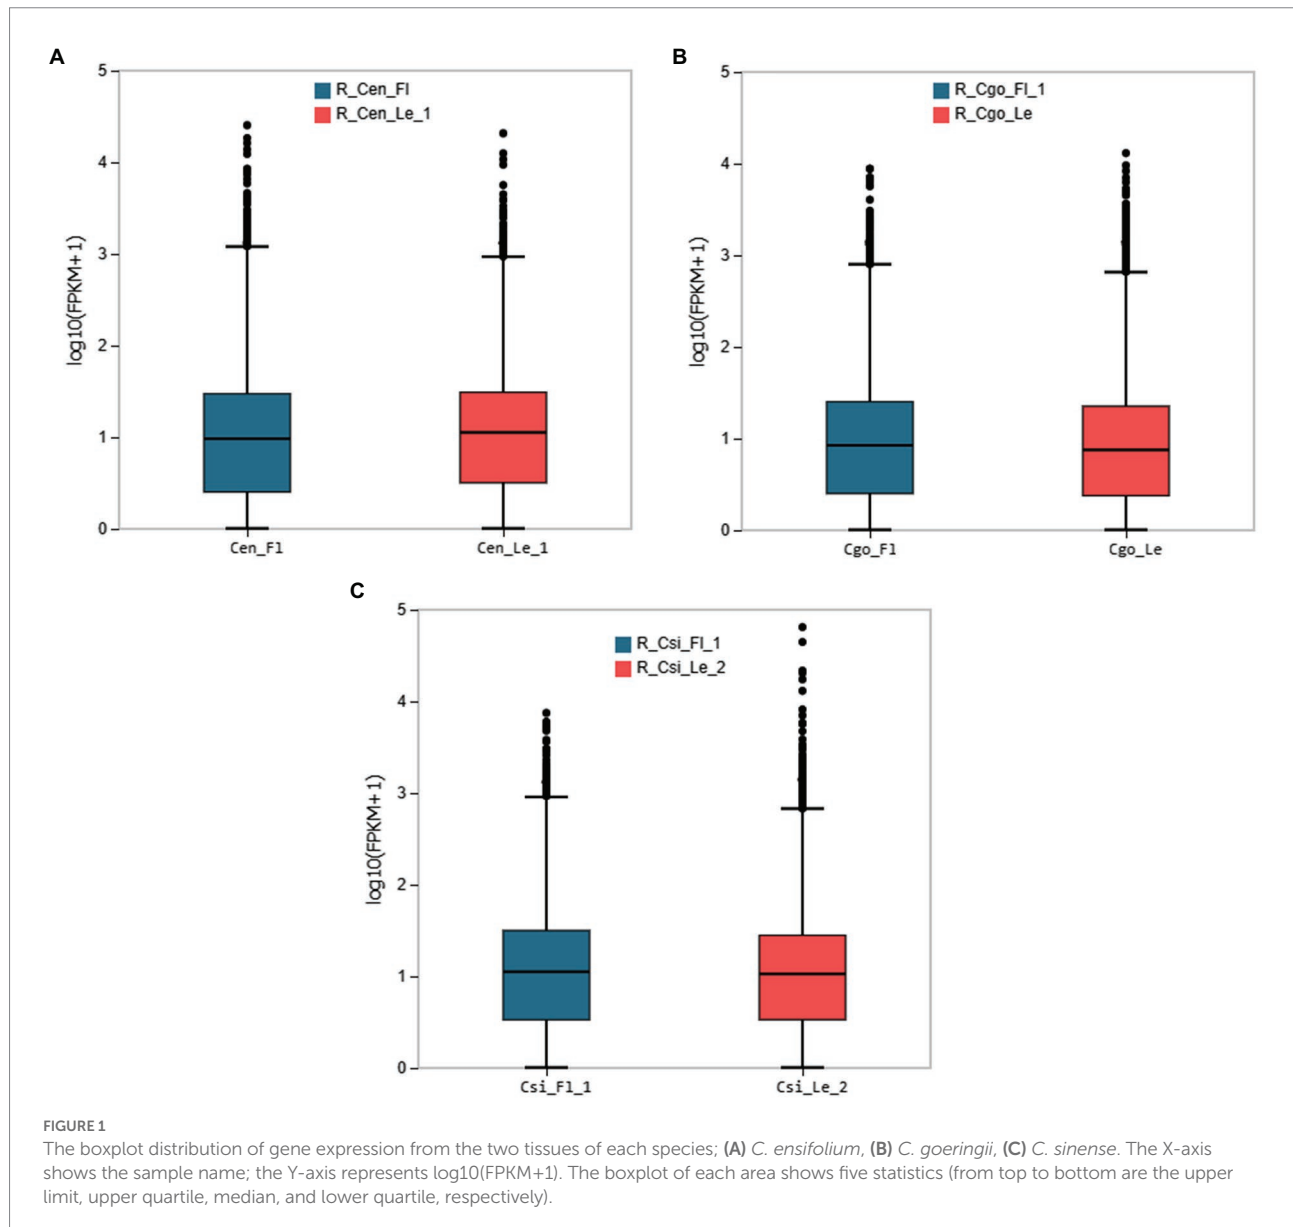 A
5
4
3
2
1
0
log10(FPKM+1)
R_Cen_Fl
R_Cen_Le_1
Cen_Fl
Cen_Le_1
B
5
4
3
2
1
0
log10(FPKM+1)
R_Cgo_Fl_1
R_Cgo_Le
Cgo_Fl
Cgo_Le
C
5
4
3
2
1
0
log10(FPKM+1)
R_Csi_Fl_1
R_Csi_Le_2
Csi_Fl_1
Csi_Le_2
FIGURE 1
The boxplot distribution of gene expression from the two tissues of each species; (A) C. ensifolium, (B) C. goeringii, (C) C. sinense. The X-axis
shows the sample name; the Y-axis represents log10(FPKM+1). The boxplot of each area shows five statistics (from top to bottom are the upper
limit, upper quartile, median, and lower quartile, respectively).